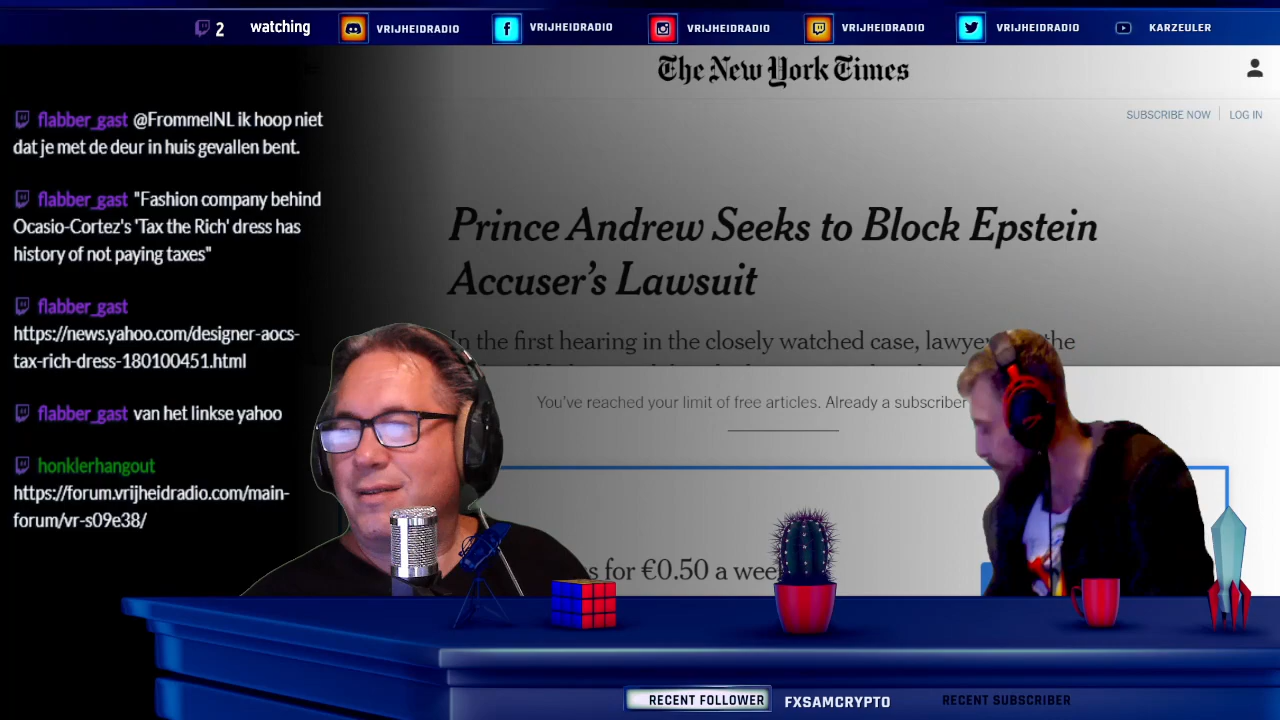 2 watching VRIJHEIDRADIO f VRIJHEIDRADIO VRIJHEIDRADIO VRIJHEIDRADIO VRIJHEIDRADIO KARZEULER
The New York Times
SUBSCRIBE NOW LOG IN
flabber_gast @FrommelNL ik hoop niet
dat je met de deur in huis gevallen bent.
flabber_gast "Fashion company behind
Ocasio-Cortez's 'Tax the Rich' dress has
history of not paying taxes"
flabber_gast
https://news.yahoo.com/designer-aocs-
tax-rich-dress-180100451.html
flabber_gast van het linkse yahoo
honklerhangout
https://forum.vrijheidradio.com/main-
forum/vr-s09e38/
Prince Andrew Seeks to Block Epstein
Accuser's Lawsuit
In the first hearing in the closely watched case, the
You've reached your limit of free articles. Already a subscriber
for €0.50 a
RECENT FOLLOWER FXSAMCRYPTO RECENT SUBSCRIBER